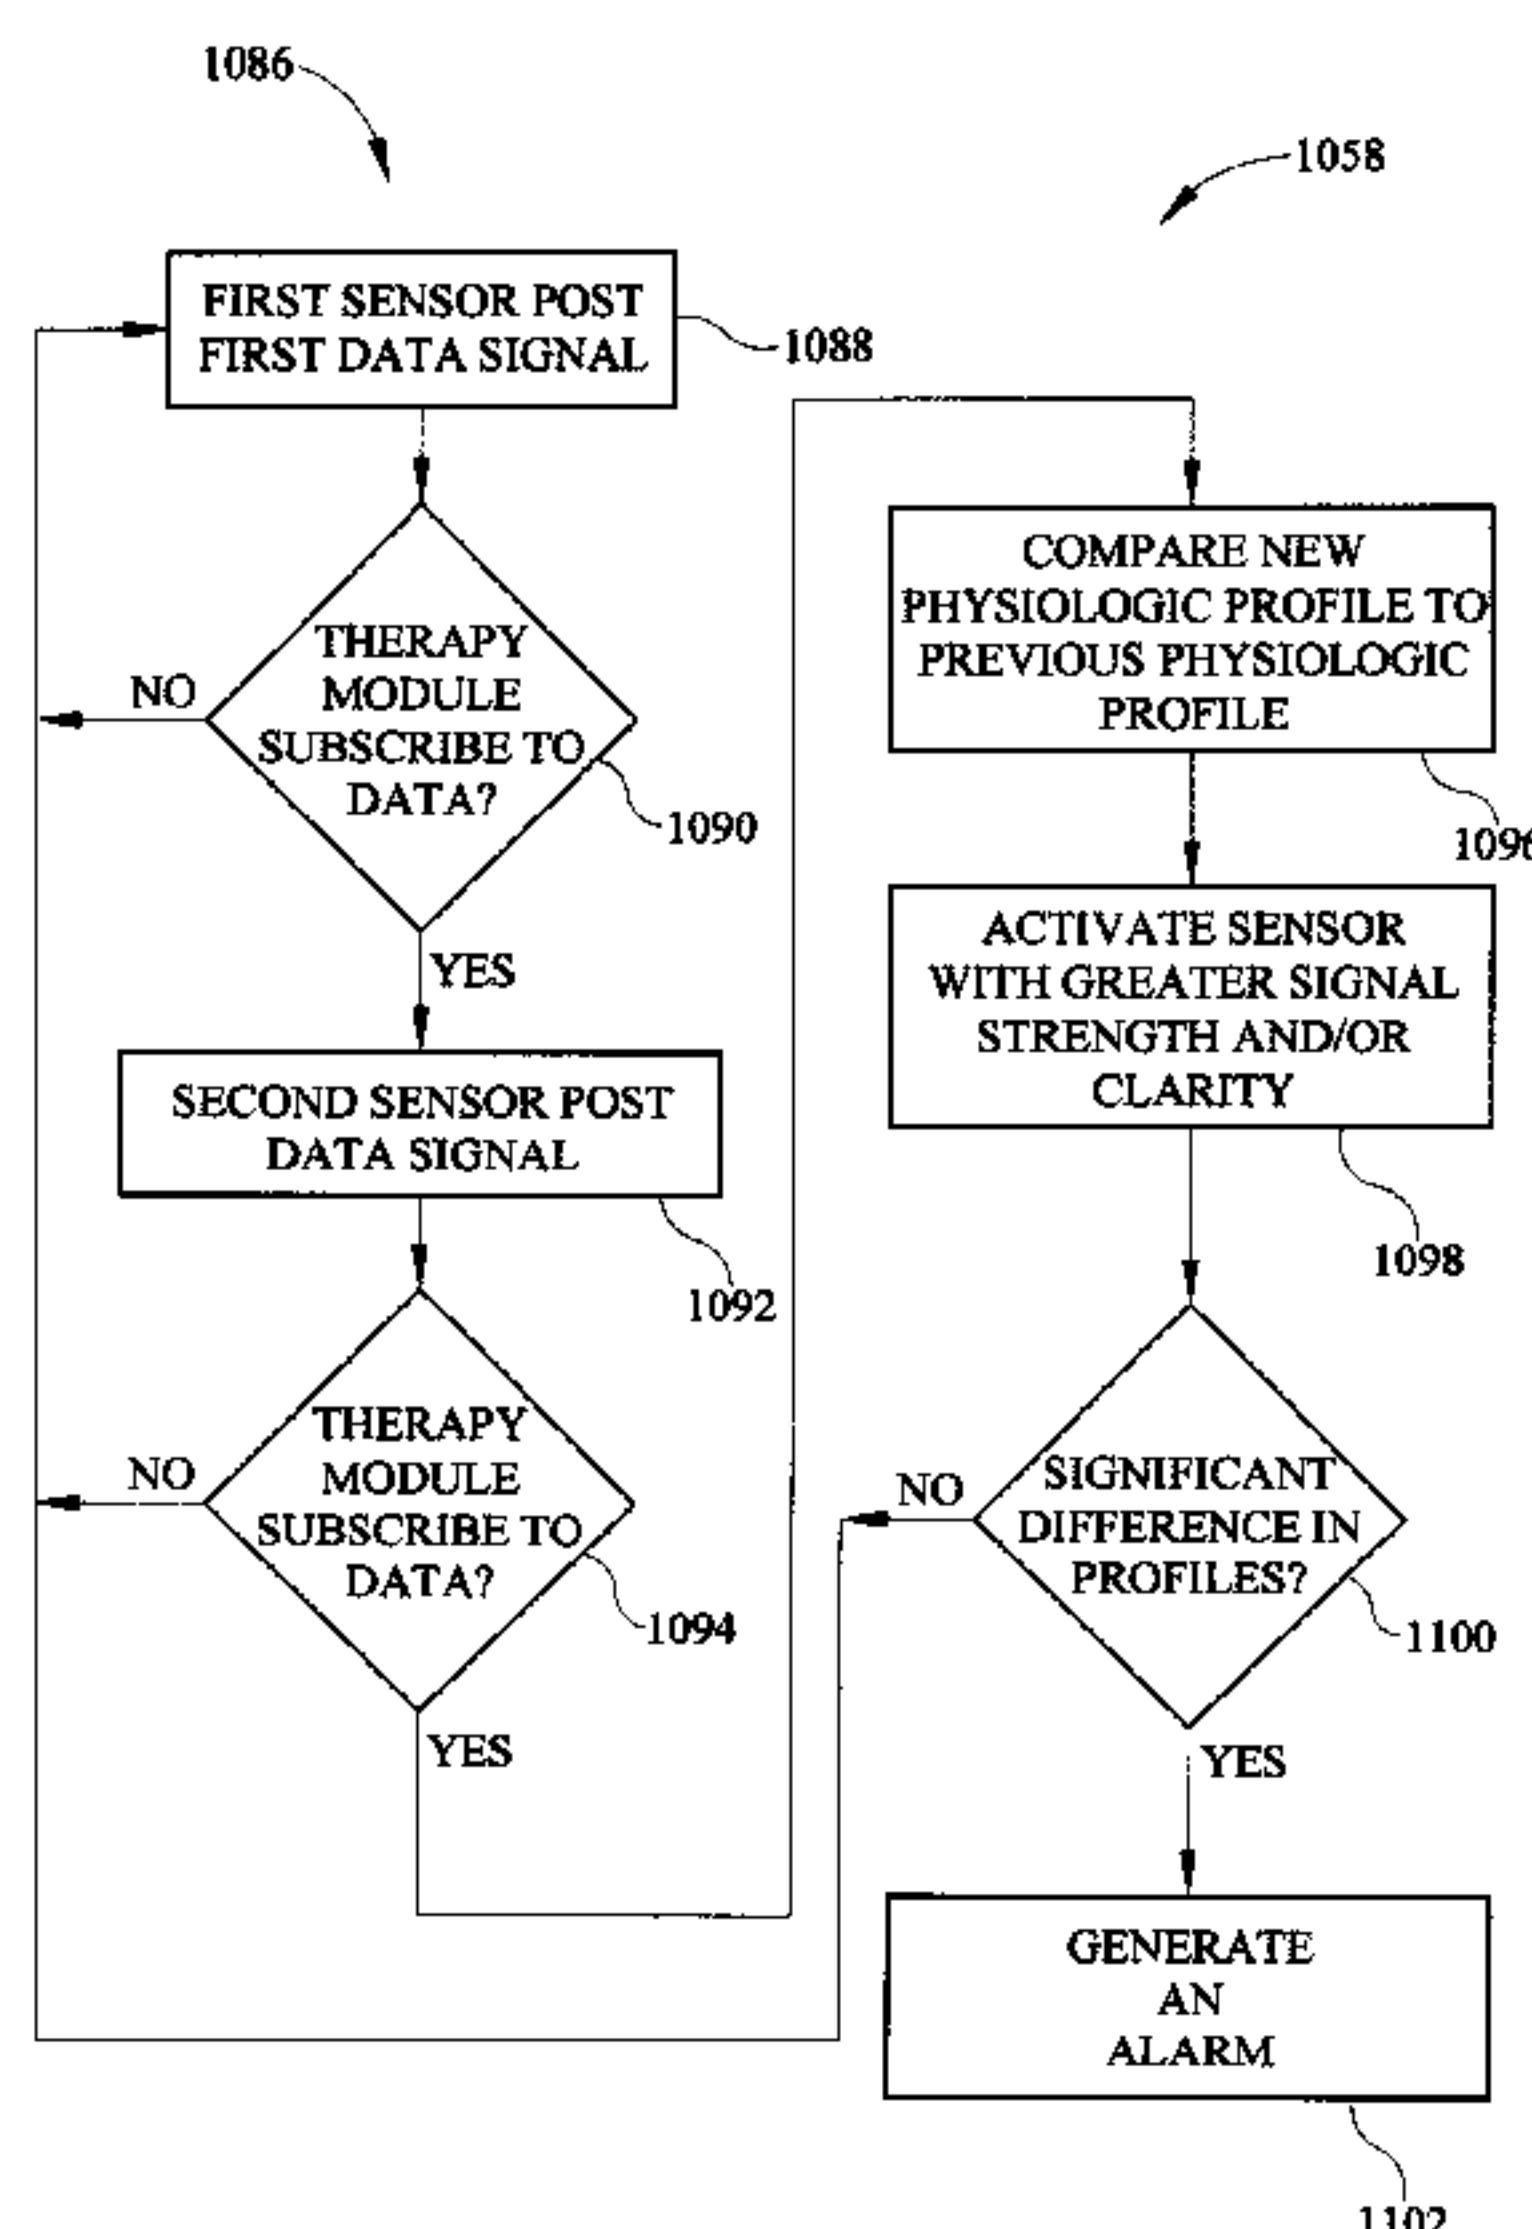 1086
1058
FIRST SENSOR POST
FIRST DATA SIGNAL
1088
THERAPY
MODULE
SUBSCRIBE TO
DATA?
NO
1090
YES
SECOND SENSOR POST
DATA SIGNAL
1092
THERAPY
MODULE
SUBSCRIBE TO
DATA?
NO
1094
YES
COMPARE NEW
PHYSIOLOGIC PROFILE TO
PREVIOUS PHYSIOLOGIC
PROFILE
1096
ACTIVATE SENSOR
WITH GREATER SIGNAL
STRENGTH AND/OR
CLARITY
1098
SIGNIFICANT
DIFFERENCE IN
PROFILES?
NO
1100
YES
GENERATE
AN
ALARM
1102